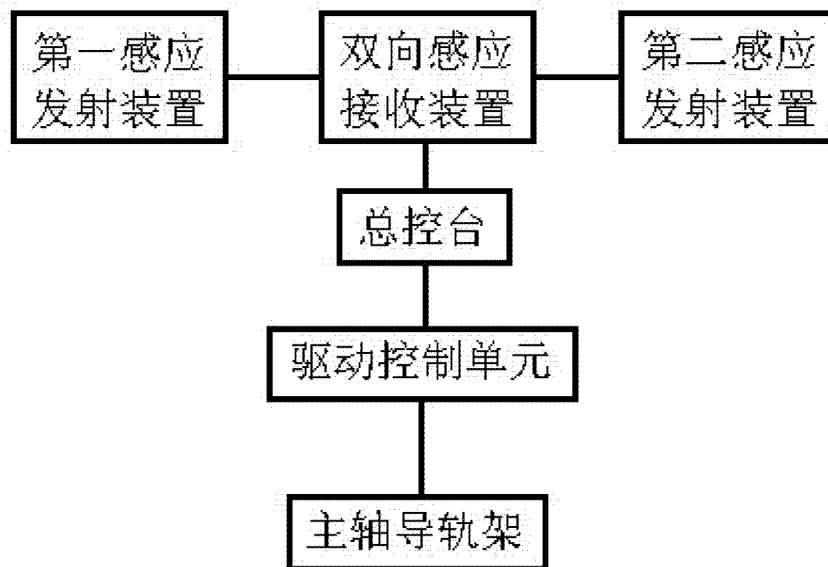 第一感应
发射装置
双向感应
接收装置
第二感应
发射装置
总控台
驱动控制单元
主轴导轨架